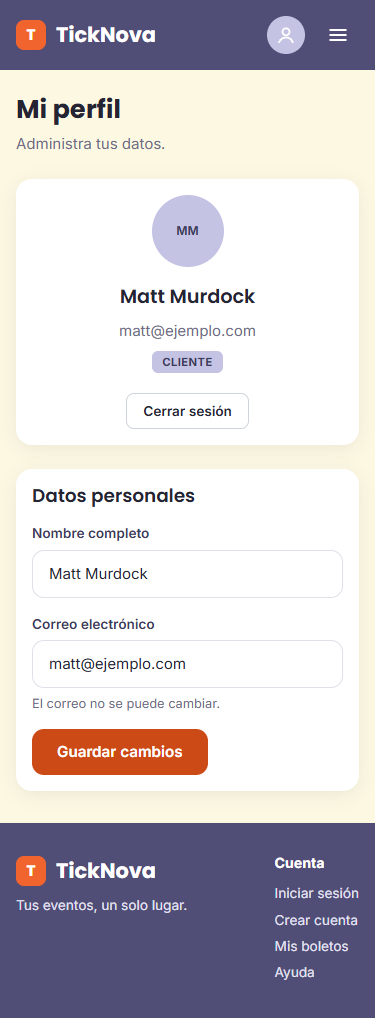 T TickNova
Mi perfil
Administra tus datos.
MM
Matt Murdock
matt@ejemplo.com
CLIENTE
Cerrar sesión
Datos personales
Nombre completo
Matt Murdock
Correo electrónico
matt@ejemplo.com
El correo no se puede cambiar.
Guardar cambios
T TickNova
Tus eventos, un solo lugar.
Cuenta
Iniciar sesión
Crear cuenta
Mis boletos
Ayuda